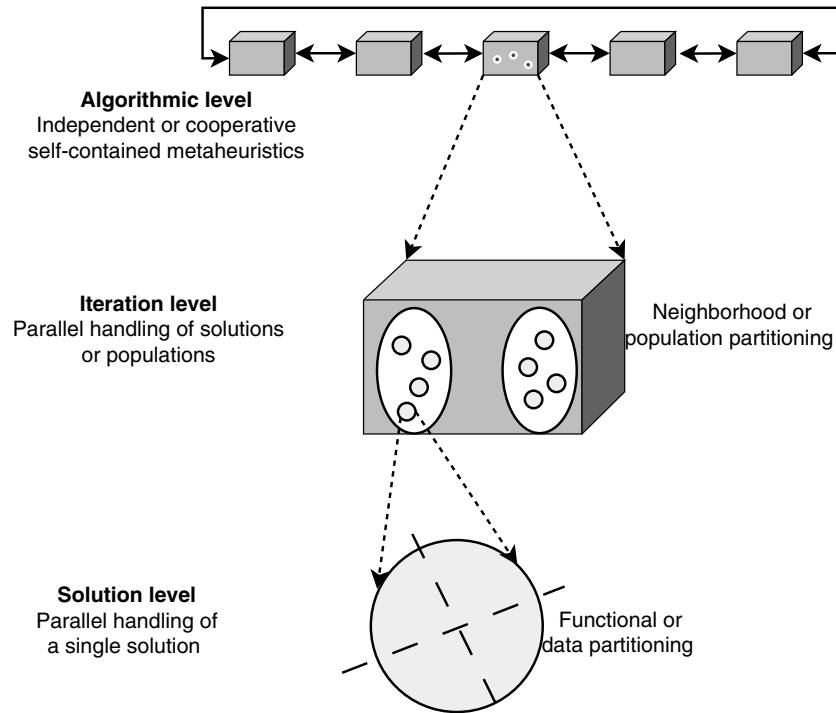 Algorithmic level
Independent or cooperative
self-contained metaheuristics
Iteration level
Parallel handling of solutions
or populations
Neighborhood or
population partitioning
Solution level
Parallel handling of
a single solution
Functional or
data partitioning